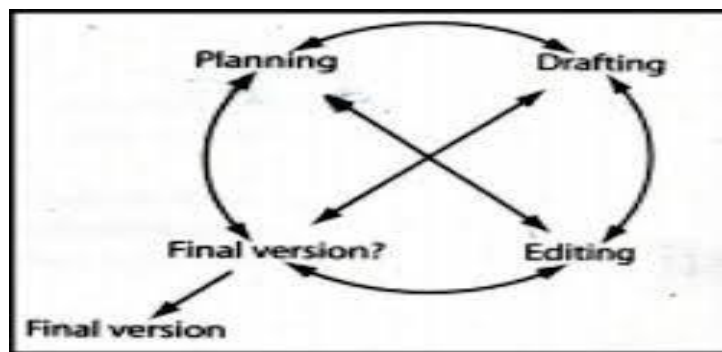 Planning Drafting
Final version? Editing
Final version